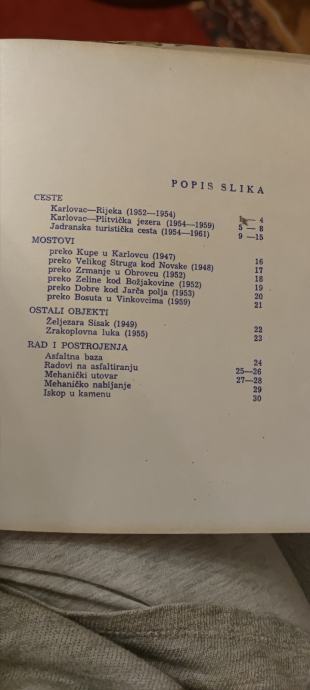 POPIS SLIKA
CESTE
Karlovac—Rijeka (1952—1954) 1 — 4
Karlovac—Plitvička jezera (1954—1959) 5 — 8
Jadranska turistička cesta (1954—1961) 9 —15
MOSTOVI
preko Kupe u Karlovcu (1947) 16
preko Velikog Struga kod Novske (1948) 17
preko Zrmanje u Obrovcu (1952) 18
preko Zeline kod Božjakovine (1952) 19
preko Dobre kod Jarča polja (1953) 20
preko Bosuta u Vinkovcima (1959) 21
OSTALI OBJEKTI
Željezara Sisak (1949) 22
Zrakoplovna luka (1955) 23
RAD I POSTROJENJA
Asfaltna baza 24
Radovi na asfaltiranju 25—26
Mehanički utovar 27—28
Mehaničko nabijanje 29
Iskop u kamenu 30